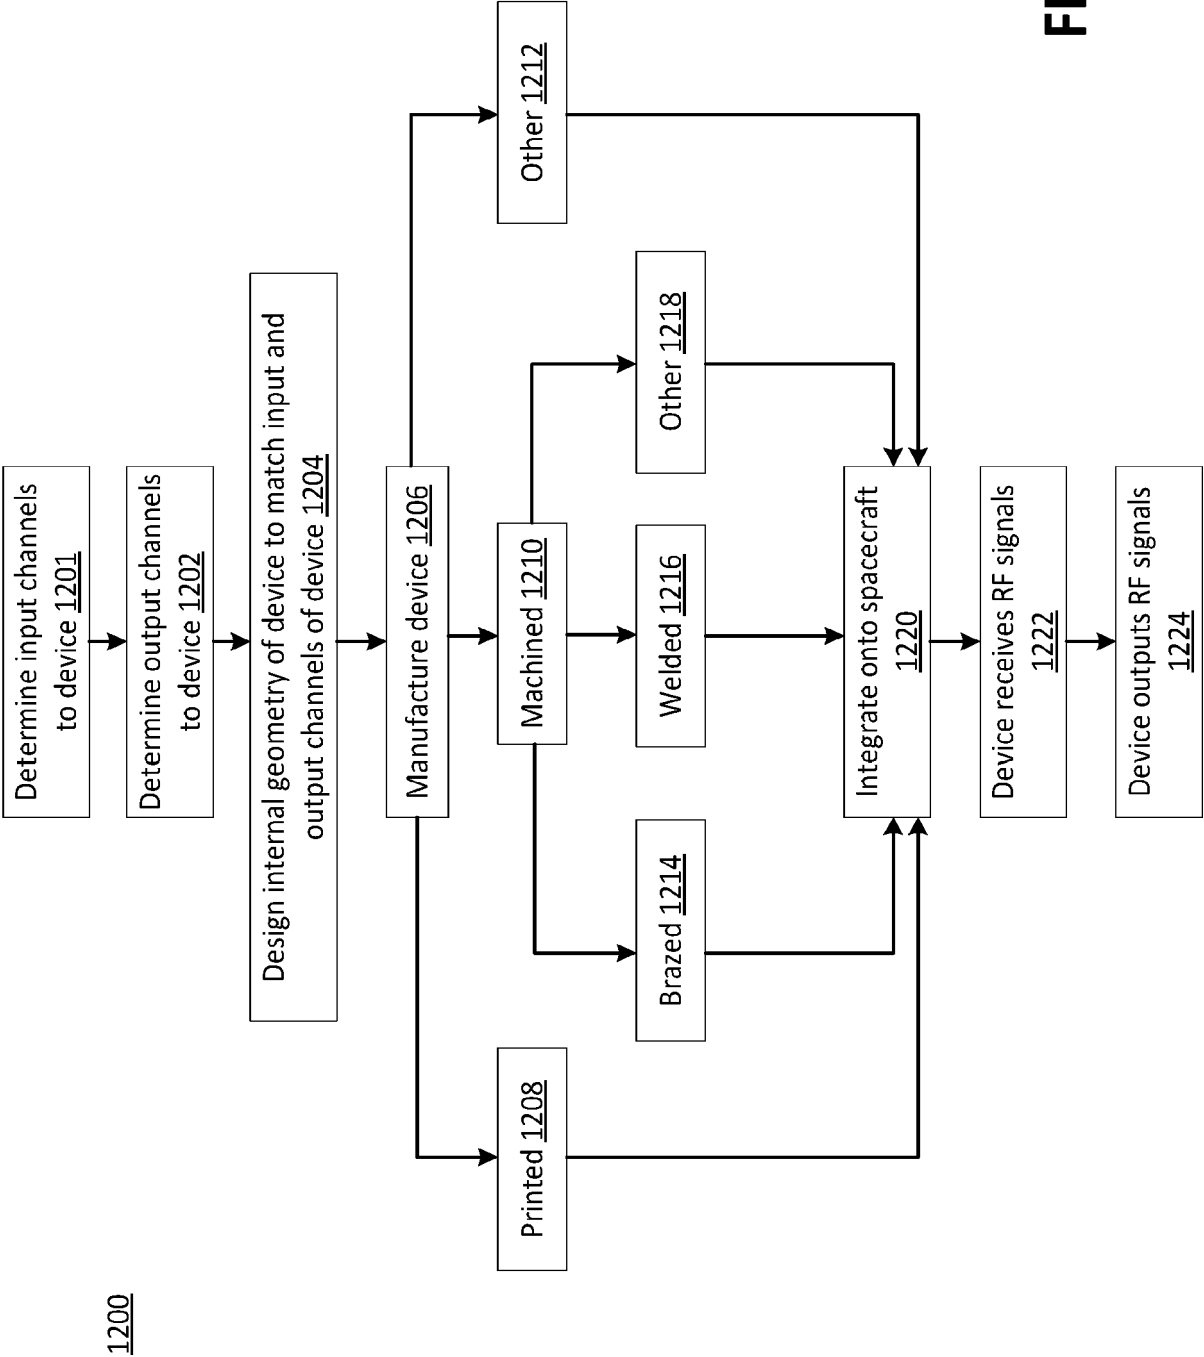 1200
Determine input channels
to device 1201
Determine output channels
to device 1202
Design internal geometry of device to match input and
output channels of device 1204
Manufacture device 1206
Printed 1208
Machined 1210
Other 1212
Brazed 1214
Welded 1216
Other 1218
Integrate onto spacecraft
1220
Device receives RF signals
1222
Device outputs RF signals
1224